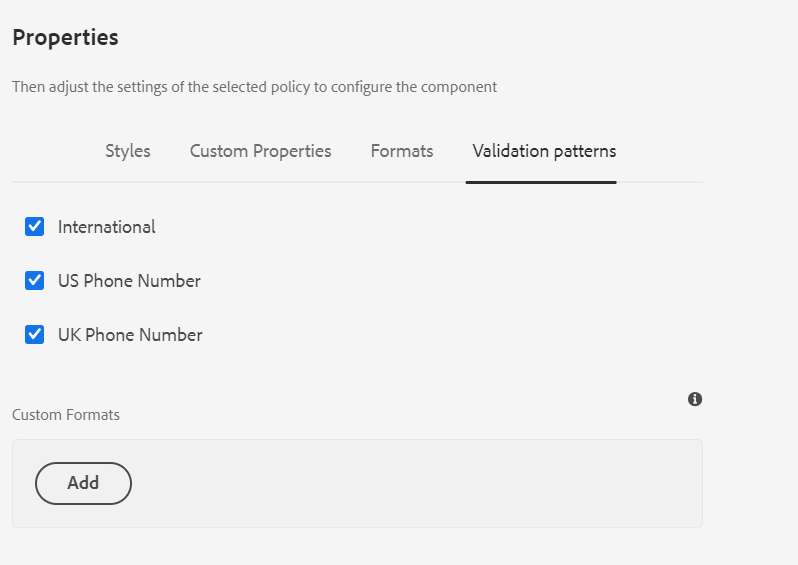 Properties
Then adjust the settings of the selected policy to configure the component
Styles Custom Properties Formats Validation patterns
International
US Phone Number
UK Phone Number
Custom Formats
Add